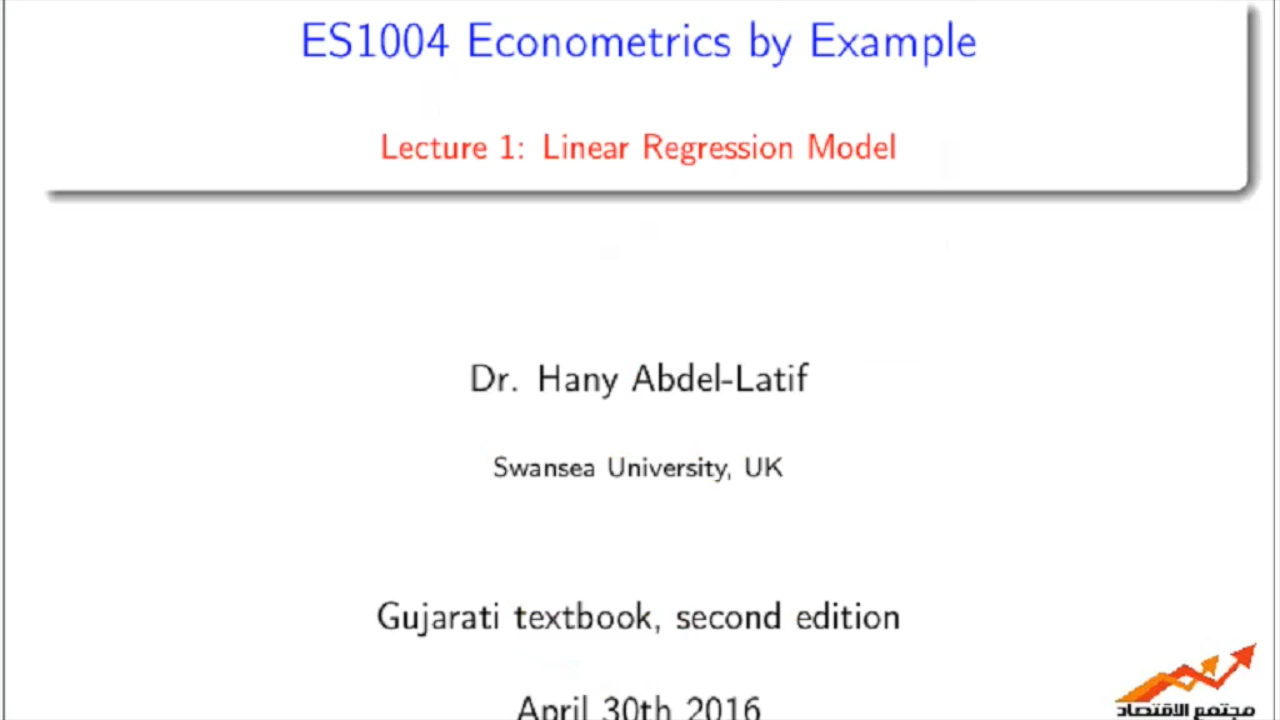 ES1004 Econometrics by Example
Lecture 1: Linear Regression Model
Dr. Hany Abdel-Latif
Swansea University, UK
Gujarati textbook, second edition
April 30th 2016
مجتمع الاقتصاد